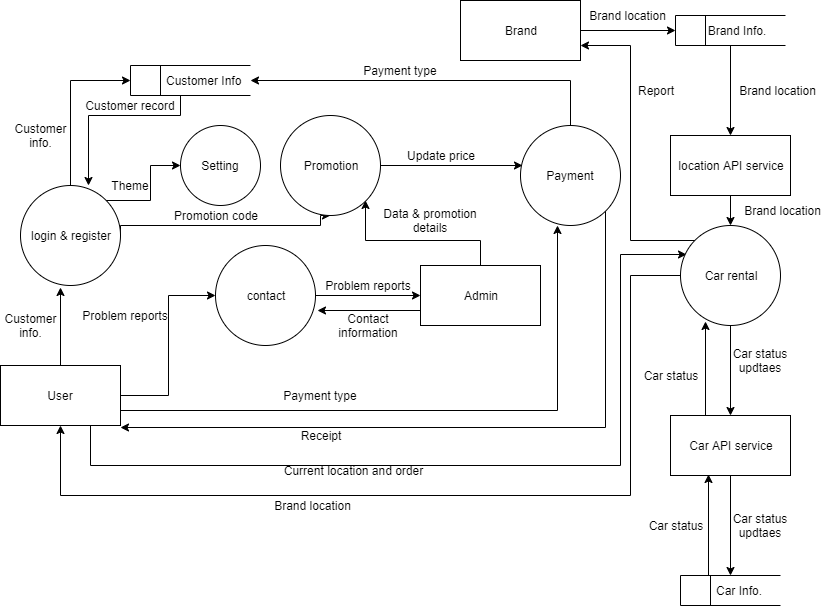 Brand location
Brand
Brand Info.
Payment type
Customer Info
Report
Brand location
Customer record
Customer
info.
Update price
Setting
Promotion
location API service
Payment
Theme
Promotion code
Data & promotion
details
Brand location
login & register
Car rental
Problem reports
contact
Admin
Customer
info.
Problem reports
Contact
information
Car status
updtaes
Car status
User
Payment type
Receipt
Car API service
Current location and order
Brand location
Car status
Car status
updtaes
Car Info.